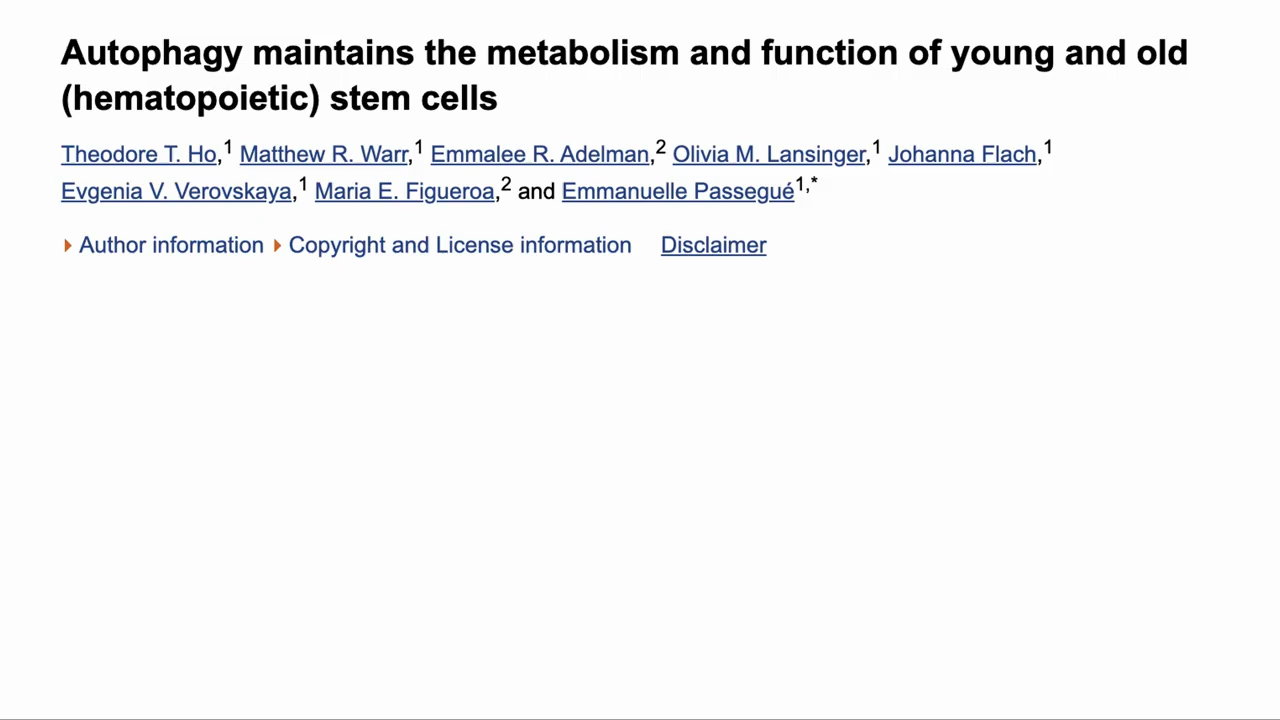 Autophagy maintains the metabolism and function of young and old
(hematopoietic) stem cells
Theodore T. Ho,1 Matthew R. Warr,1 Emmalee R. Adelman,2 Olivia M. Lansinger,1 Johanna Flach,1
Evgenia V. Verovskaya,1 Maria E. Figueroa,2 and Emmanuelle Passegué1,*
Author information Copyright and License information Disclaimer